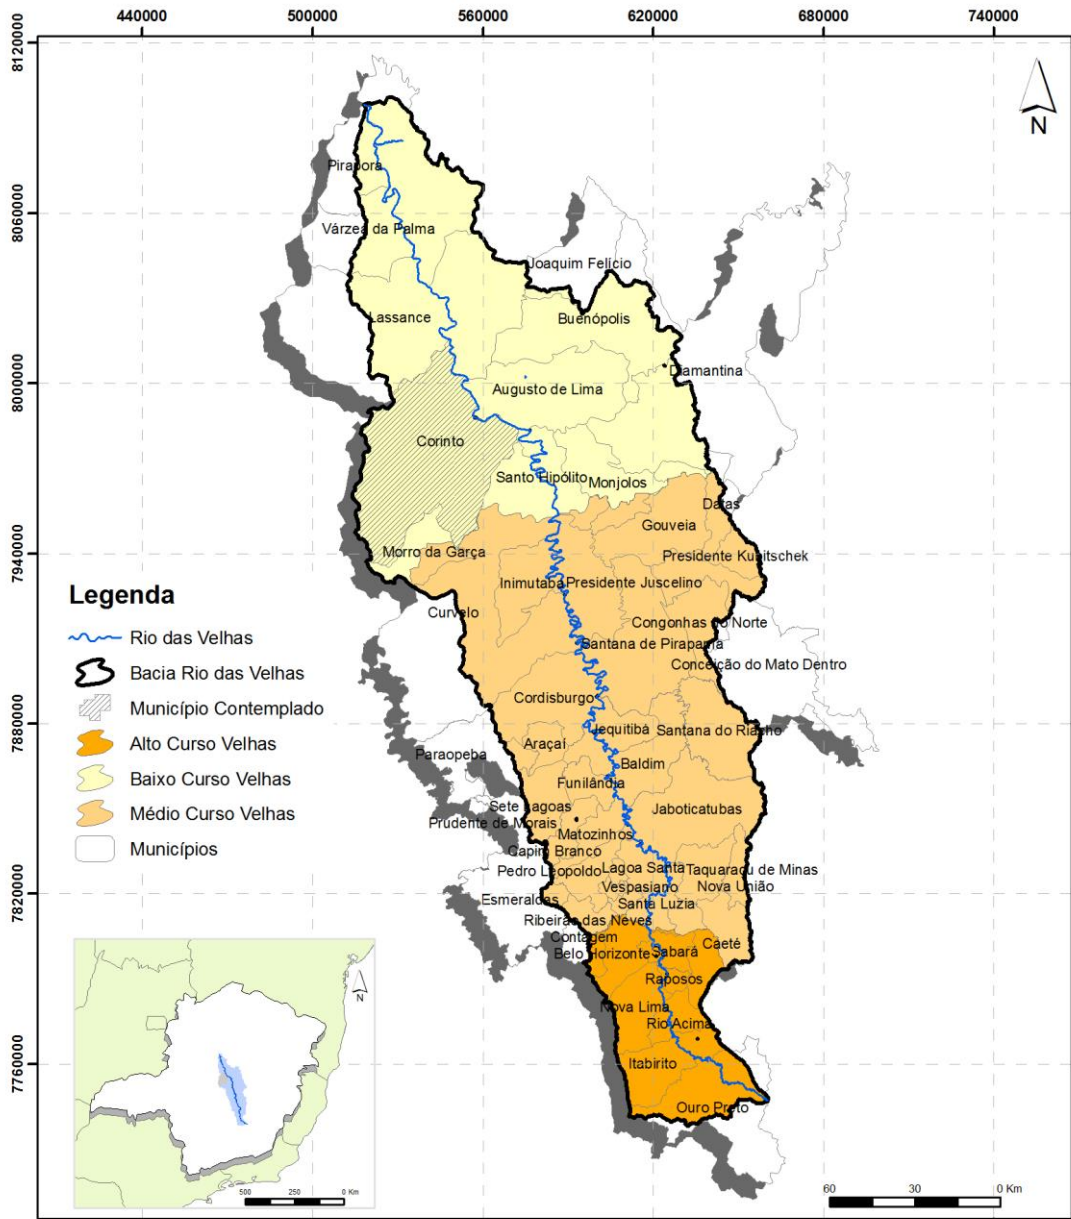 440000 500000 560000 620000 680000 740000
8120000
8060000
8000000
7940000
7880000
7820000
7760000
N
Pirapora
Várzea da Palma
Joaquim Felício
Lassance
Buenópolis
Diamantina
Augusto de Lima
Corinto
Santo Hipólito
Monjolos
Datas
Gouveia
Morro da Garça
Presidente Kubitschek
Inimutaba
Presidente Juscelino
Curvelo
Congonhas do Norte
Santana de Pirapama
Conceição do Mato Dentro
Cordisburgo
Jequitibá
Santana do Riacho
Araçaí
Paraopeba
Baldim
Funilândia
Sete Lagoas
Jaboticatubas
Prudente de Morais
Matozinhos
Capim Branco
Pedro Leopoldo
Lagoa Santa
Taquaraçu de Minas
Vespasiano
Nova União
Esmeraldas
Santa Luzia
Ribeirão das Neves
Contagem
Caeté
Belo Horizonte
Sabará
Raposos
Nova Lima
Rio Acima
Itabirito
Ouro Preto
Legenda
Rio das Velhas
Bacia Rio das Velhas
Município Contemplado
Alto Curso Velhas
Baixo Curso Velhas
Médio Curso Velhas
Municípios
N
500 250 0 Km
60 30 0 Km